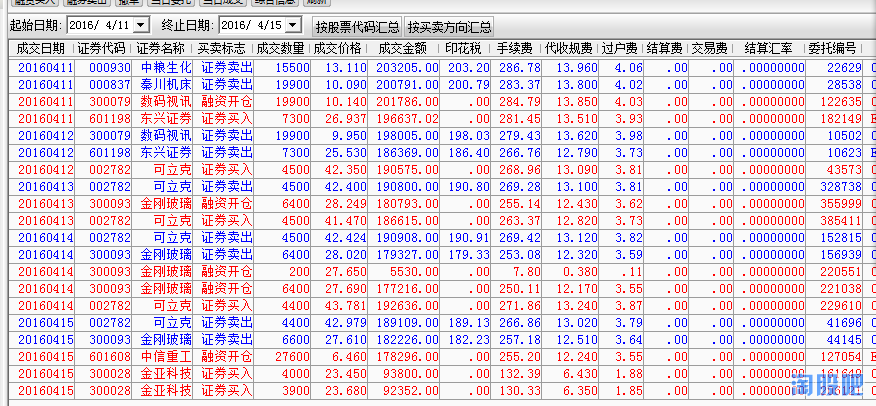 融资买入 融券卖出 撤单 当日委托 当日成交 综合信息 刷新
起始日期: 2016/ 4/11 终止日期: 2016/ 4/15 按股票代码汇总 按买卖方向汇总
成交日期 证券代码 证券名称 买卖标志 成交数量 成交价格 成交金额 印花税 手续费 代收规费 过户费 结算费 交易费 结算汇率 委托编号
20160411 000930 中粮生化 证券卖出 15500 13.110 203205.00 203.20 286.78 13.960 4.06 .00 .00 .00000000 22629
20160411 000837 秦川机床 证券卖出 19900 10.090 200791.00 200.79 283.37 13.800 4.02 .00 .00 .00000000 28538
20160411 300079 数码视讯 融资开仓 19900 10.140 201786.00 .00 284.79 13.850 4.03 .00 .00 .00000000 122635
20160411 601198 东兴证券 证券买入 7300 26.937 196637.02 .00 281.45 13.510 3.93 .00 .00 .00000000 182149
20160412 300079 数码视讯 证券卖出 19900 9.950 198005.00 198.03 279.43 13.620 3.98 .00 .00 .00000000 10502
20160412 601198 东兴证券 证券卖出 7300 25.530 186369.00 186.40 266.76 12.790 3.73 .00 .00 .00000000 10623
20160412 002782 可立克 证券买入 4500 42.350 190575.00 .00 268.96 13.090 3.81 .00 .00 .00000000 43573
20160413 002782 可立克 证券卖出 4500 42.400 190800.00 190.80 269.28 13.100 3.81 .00 .00 .00000000 328738
20160413 300093 金刚玻璃 融资开仓 6400 28.249 180793.00 .00 255.14 12.430 3.62 .00 .00 .00000000 355999
20160413 002782 可立克 证券买入 4500 41.470 186615.00 .00 263.37 12.820 3.73 .00 .00 .00000000 385411
20160414 002782 可立克 证券卖出 4500 42.424 190908.00 190.91 269.42 13.120 3.82 .00 .00 .00000000 152815
20160414 300093 金刚玻璃 证券卖出 6400 28.020 179327.00 179.33 253.08 12.320 3.59 .00 .00 .00000000 156939
20160414 300093 金刚玻璃 融资开仓 200 27.650 5530.00 .00 7.80 0.380 .11 .00 .00 .00000000 220551
20160414 300093 金刚玻璃 融资开仓 6400 27.690 177216.00 .00 250.11 12.170 3.55 .00 .00 .00000000 221038
20160414 002782 可立克 证券买入 4400 43.781 192636.00 .00 271.86 13.240 3.87 .00 .00 .00000000 229610
20160415 002782 可立克 证券卖出 4400 42.979 189109.00 189.13 266.86 13.020 3.79 .00 .00 .00000000 41696
20160415 300093 金刚玻璃 证券卖出 6600 27.610 182226.00 182.23 257.18 12.510 3.64 .00 .00 .00000000 44145
20160415 601608 中信重工 融资开仓 27600 6.460 178296.00 .00 255.20 12.240 3.55 .00 .00 .00000000 127054
20160415 300028 金亚科技 证券买入 4000 23.450 93800.00 .00 132.39 6.430 1.88 .00 .00 .00000000
20160415 300028 金亚科技 证券买入 3900 23.680 92352.00 .00 130.33 6.350 1.85 .00 .00 .00000000
淘股吧